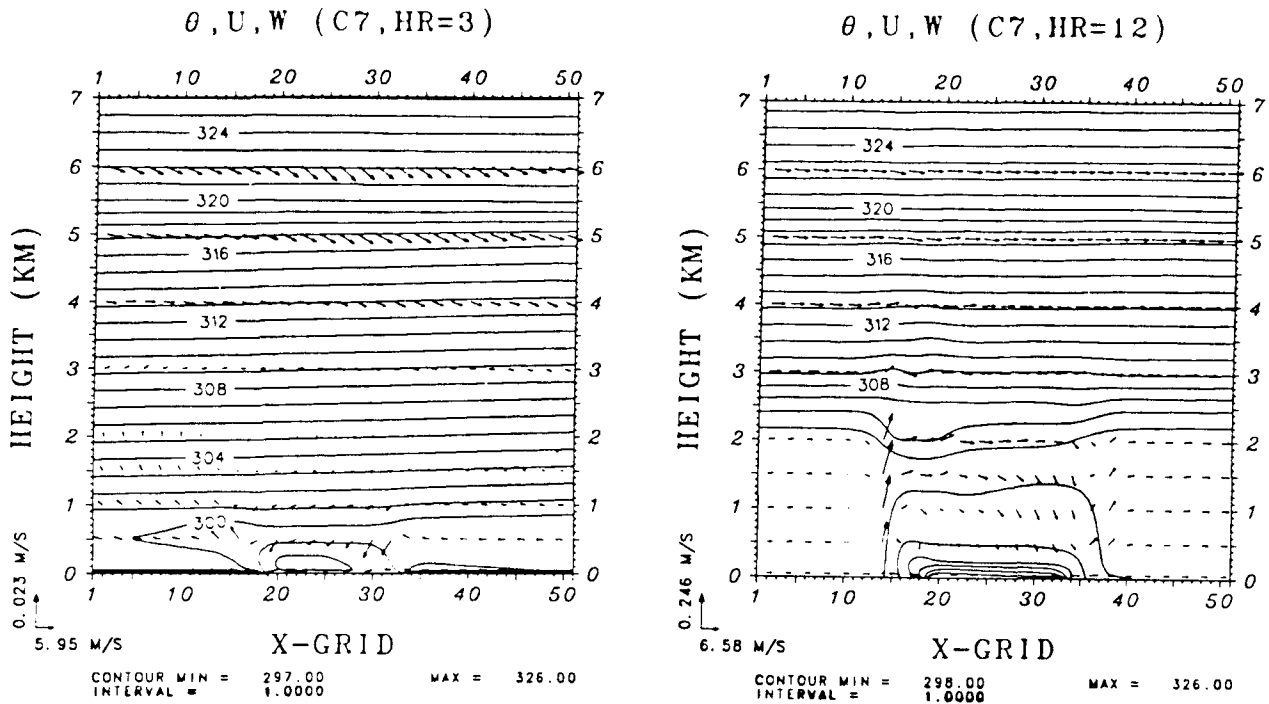 θ,U,W (C7,HR=3)
1 10 20 30 40 50
7 7
324
6 6
320
5 5
316
4 4
312
3 3
308
2 2
304
1 1
300
0 0
1 10 20 30 40 50
HEIGHT (KM)
0.023 M/S
5.95 M/S
X-GRID
CONTOUR MIN = 297.00 MAX = 326.00
INTERVAL = 1.0000
θ,U,W (C7,HR=12)
1 10 20 30 40 50
7 7
324
6 6
320
5 5
316
4 4
312
3 3
308
2 2
1 1
0 0
1 10 20 30 40 50
HEIGHT (KM)
0.246 M/S
6.58 M/S
X-GRID
CONTOUR MIN = 298.00 MAX = 326.00
INTERVAL = 1.0000